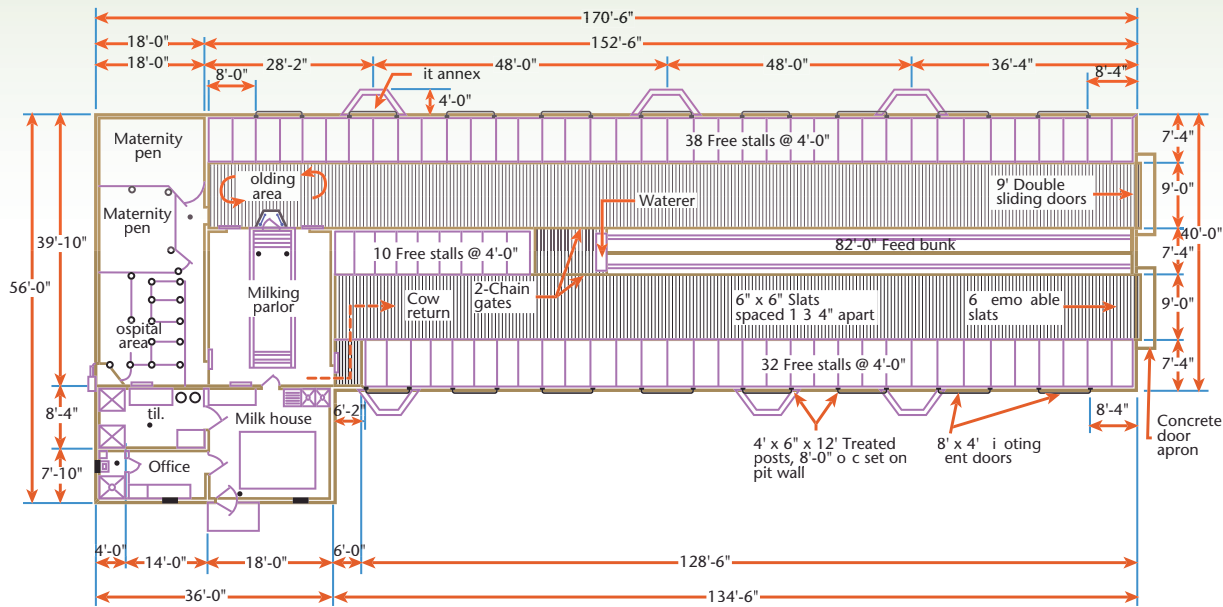 170'-6"
18'-0"
152'-6"
18'-0"
28'-2"
48'-0"
48'-0"
36'-4"
8'-0"
it annex
4'-0"
8'-4"
Maternity
pen
38 Free stalls @ 4'-0"
7'-4"
olding
area
9' Double
sliding doors
9'-0"
Waterer
Maternity
pen
39'-10"
40'-0"
10 Free stalls @ 4'-0"
82'-0" Feed bunk
7'-4"
56'-0"
Milking
parlor
Cow
return
2-Chain
gates
6" x 6" Slats
spaced 1 3 4" apart
6 emo able
slats
9'-0"
ospital
area
32 Free stalls @ 4'-0"
7'-4"
8'-4"
til.
Milk house
6'-2"
8'-4"
4' x 6" x 12' Treated
posts, 8'-0" o c set on
pit wall
8' x 4' i oting
ent doors
Concrete
door
apron
7'-10"
Office
4'-0"
14'-0"
18'-0"
6'-0"
128'-6"
36'-0"
134'-6"